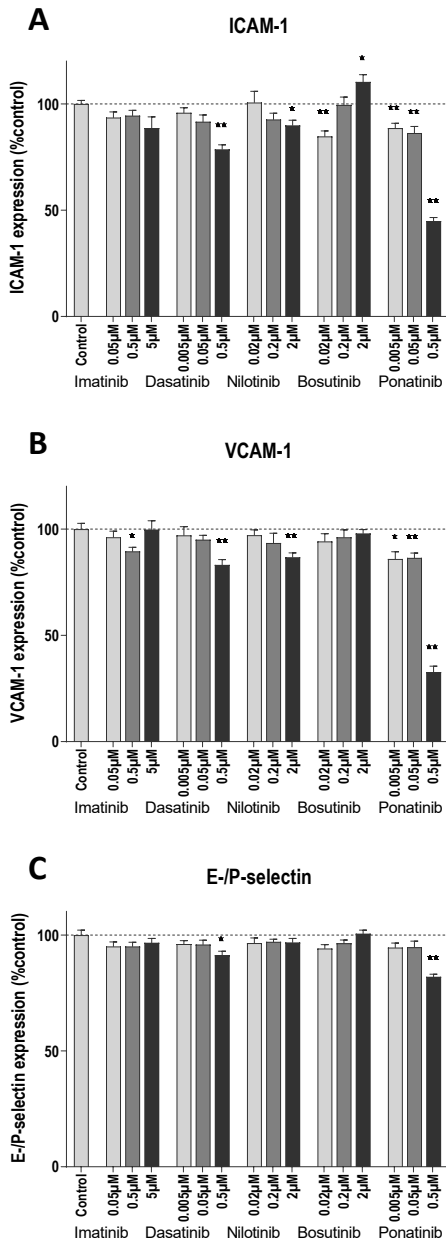 A
ICAM-1
ICAM-1 expression (%control)
100
50
0
** * ** * ** ** **
Control 0.05µM 0.5µM 5µM 0.005µM 0.05µM 0.5µM 0.02µM 0.2µM 2µM 0.02µM 0.2µM 2µM 0.005µM 0.05µM 0.5µM
Imatinib Dasatinib Nilotinib Bosutinib Ponatinib
B
VCAM-1
VCAM-1 expression (%control)
100
50
0
* ** ** * ** **
Control 0.05µM 0.5µM 5µM 0.005µM 0.05µM 0.5µM 0.02µM 0.2µM 2µM 0.02µM 0.2µM 2µM 0.005µM 0.05µM 0.5µM
Imatinib Dasatinib Nilotinib Bosutinib Ponatinib
C
E-/P-selectin
E-/P-selectin expression (%control)
100
50
0
* **
Control 0.05µM 0.5µM 5µM 0.005µM 0.05µM 0.5µM 0.02µM 0.2µM 2µM 0.02µM 0.2µM 2µM 0.005µM 0.05µM 0.5µM
Imatinib Dasatinib Nilotinib Bosutinib Ponatinib